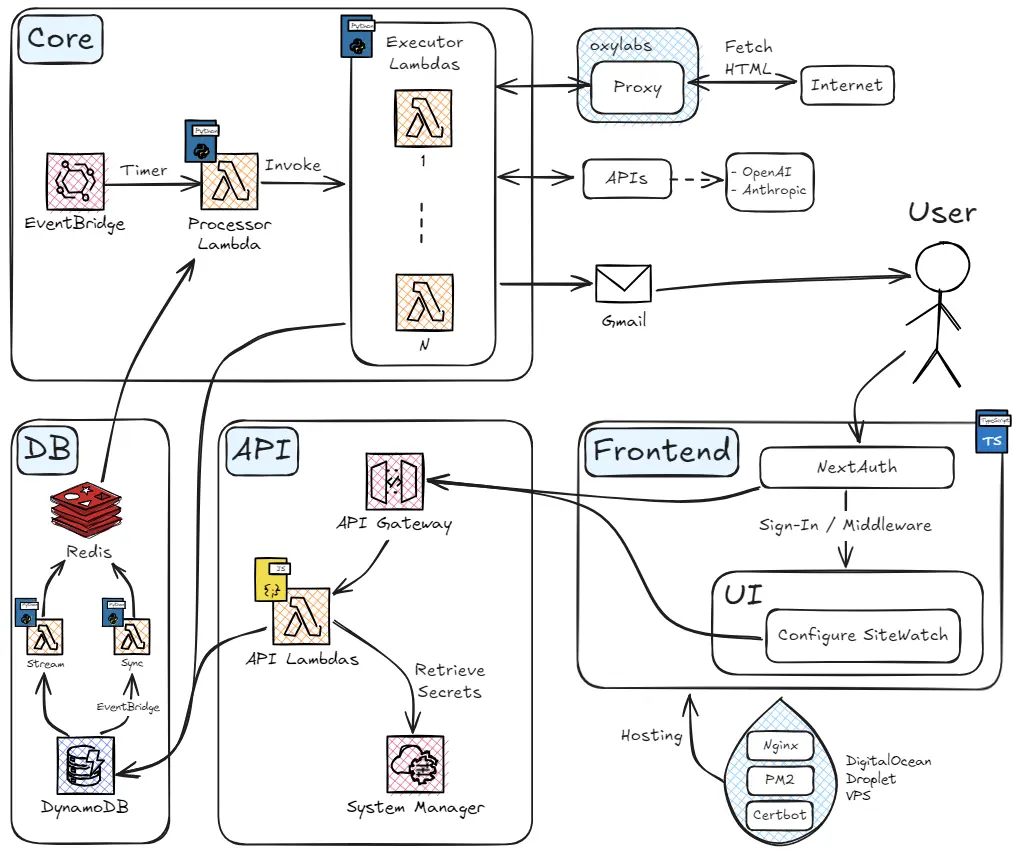 Core
Python
Executor
Lambdas
1
N
Python
EventBridge
Timer
Processor
Lambda
Invoke
oxylabs
Proxy
Fetch
HTML
Internet
APIs
- OpenAI
- Anthropic
Gmail
User
DB
Redis
Python
Stream
Python
Sync
EventBridge
DynamoDB
API
API Gateway
JS
{;}
API Lambdas
Retrieve
Secrets
System Manager
Frontend
TypeScript
TS
NextAuth
Sign-In / Middleware
UI
Configure SiteWatch
Hosting
Nginx
PM2
Certbot
DigitalOcean
Droplet
VPS